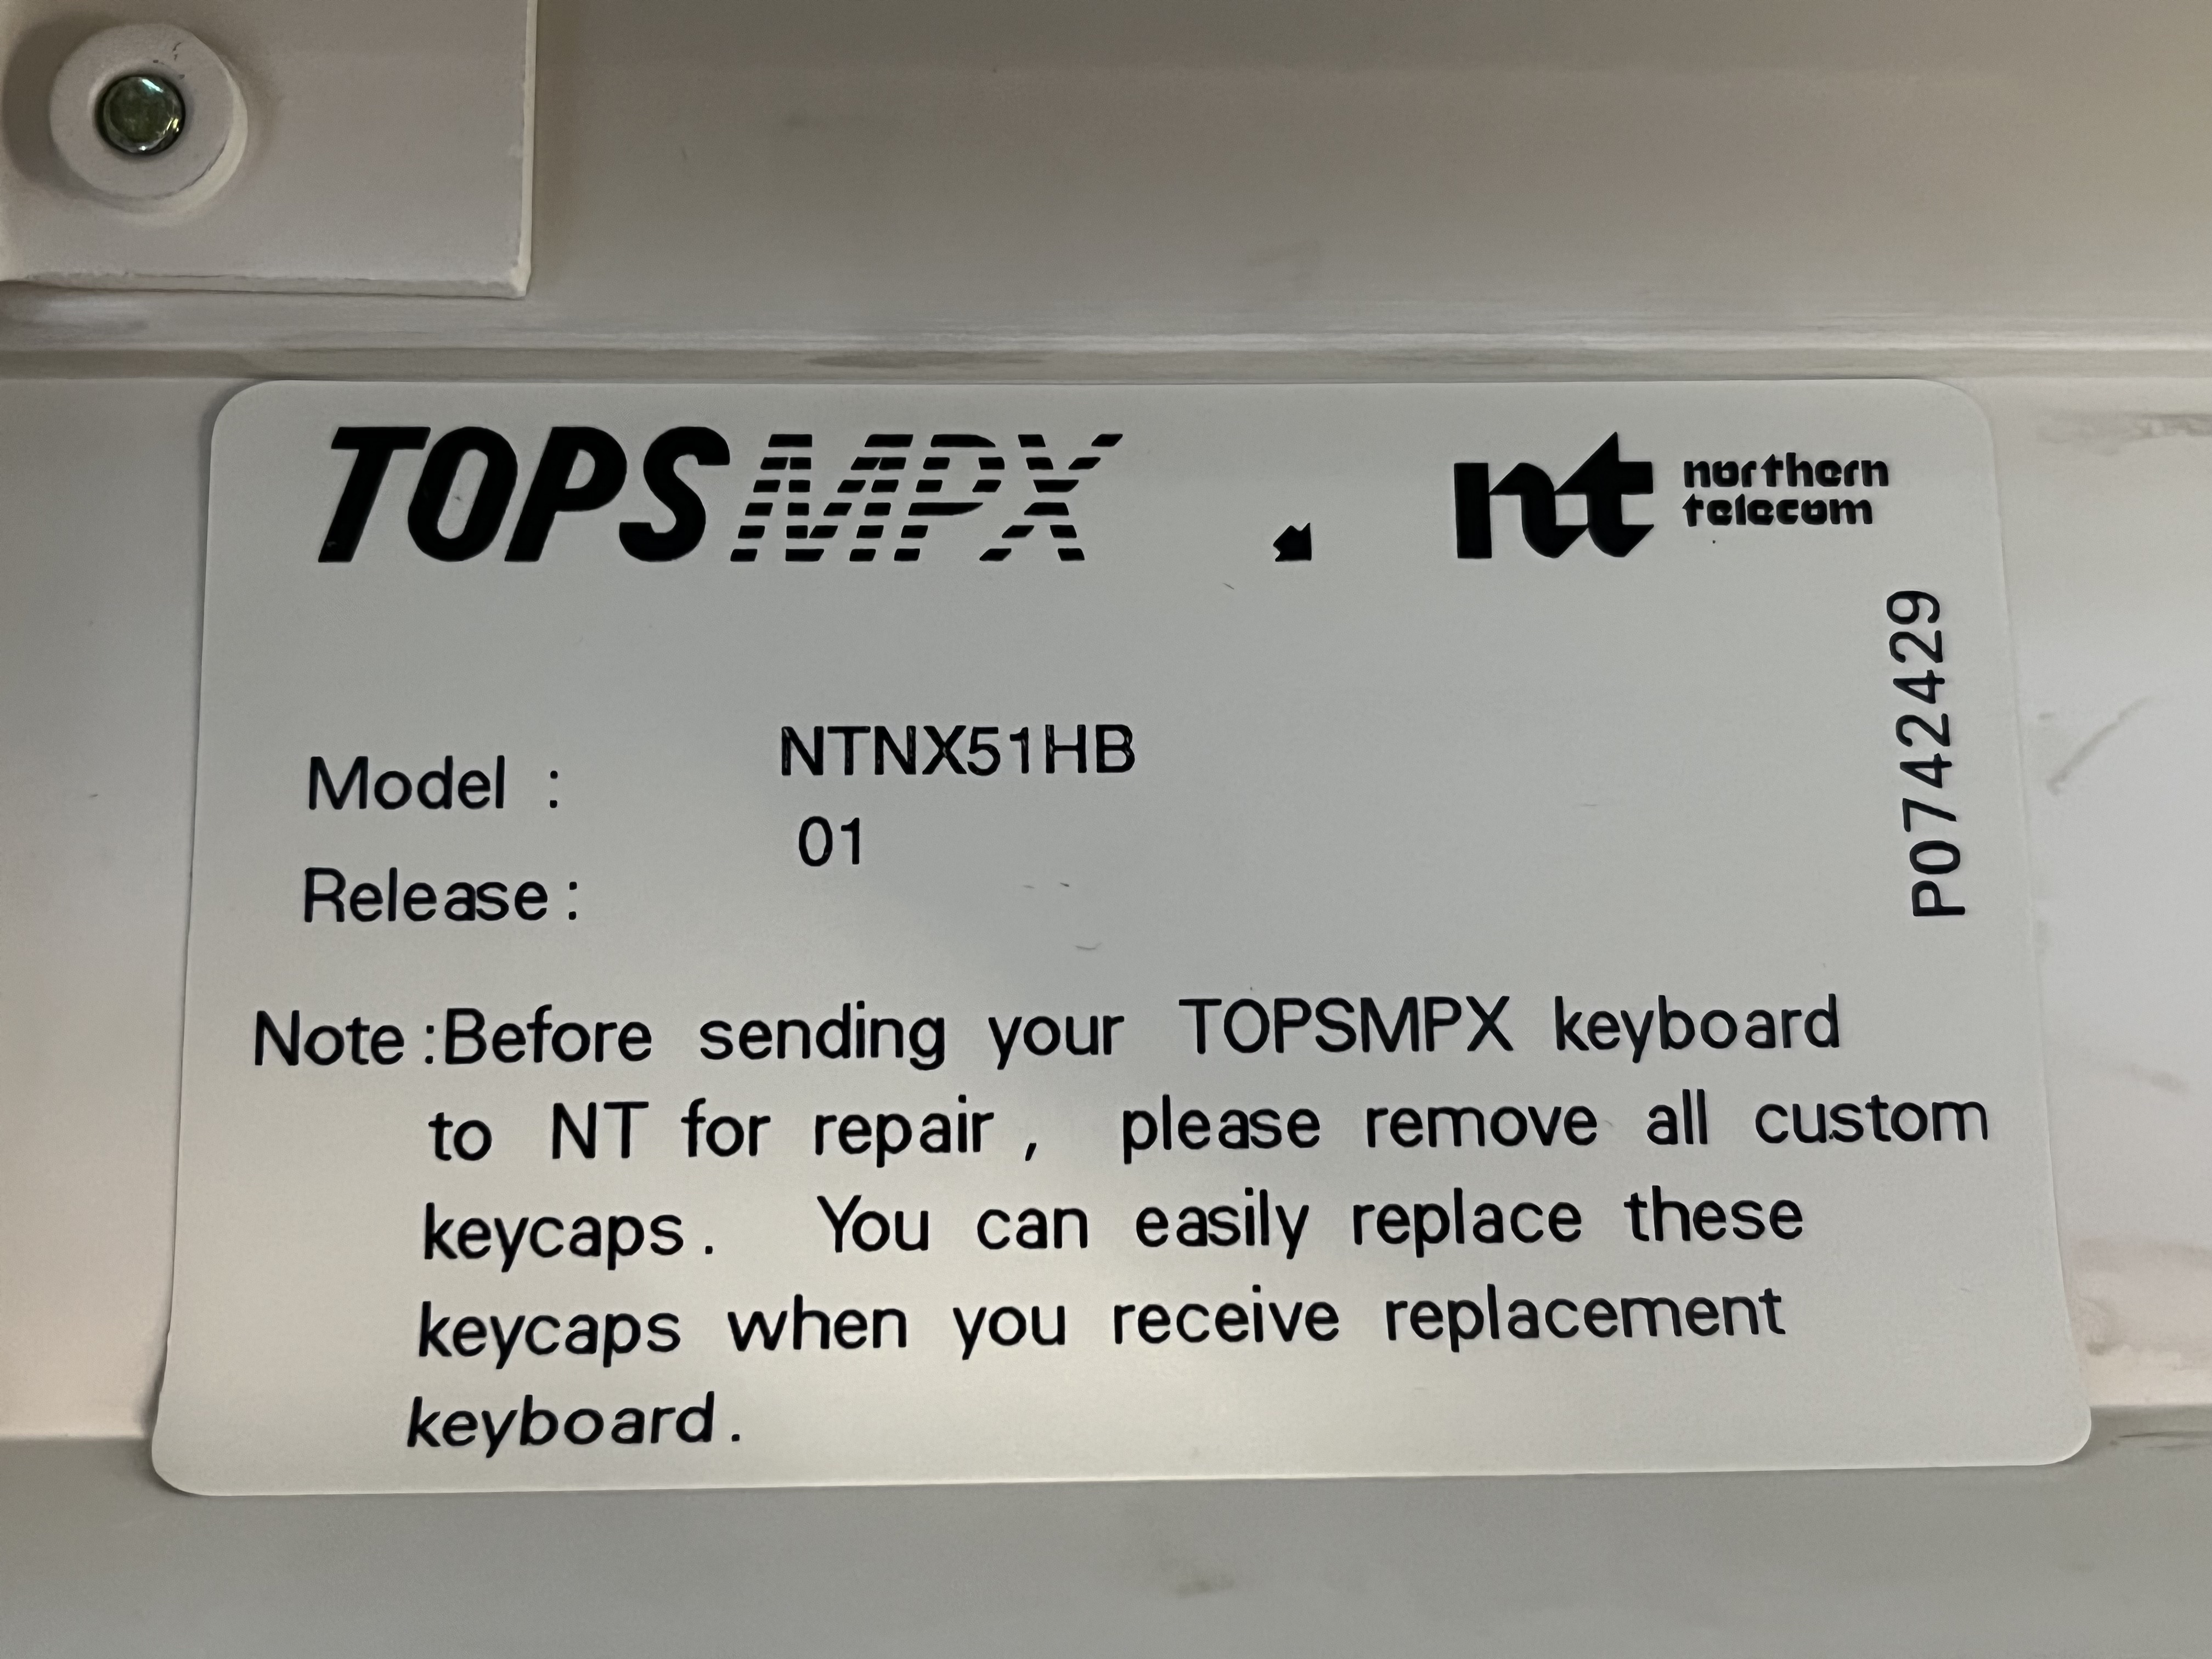 TOPSMPX
nt northern
telecom
P0742429
Model : NTNX51HB
Release: 01
Note :Before sending your TOPSMPX keyboard
to NT for repair , please remove all custom
keycaps. You can easily replace these
keycaps when you receive replacement
keyboard.